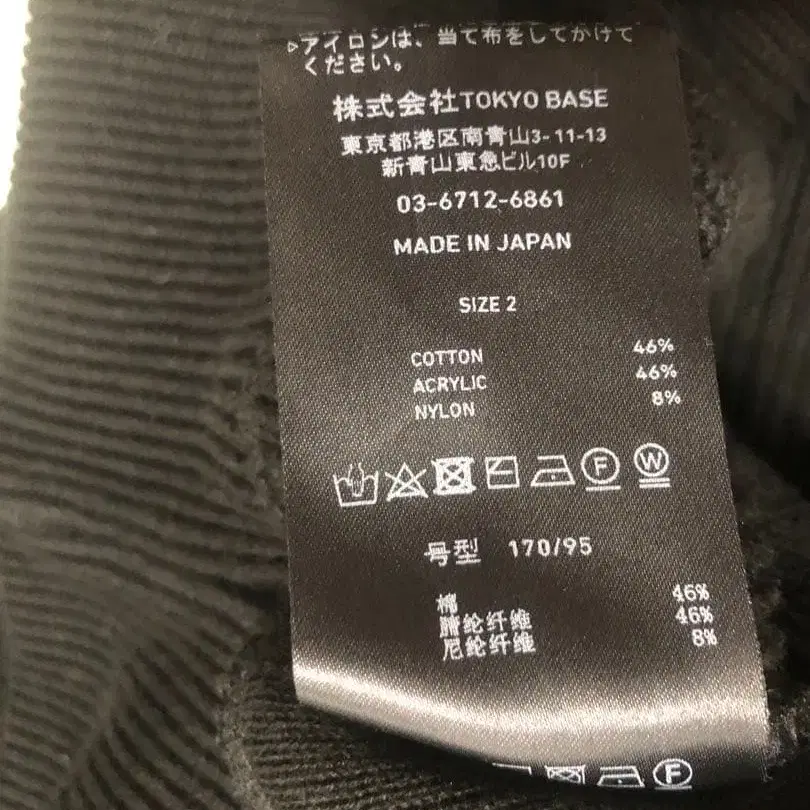 ▷アイロンは、当て布をしてかけて
ください。
株式会社TOKYO BASE
東京都港区南青山3-11-13
新青山東急ビル10F
03-6712-6861
MADE IN JAPAN
SIZE 2
COTTON 46%
ACRYLIC 46%
NYLON 8%
F W
号型 170/95
棉 46%
腈纶纤维 46%
尼纶纤维 8%
F